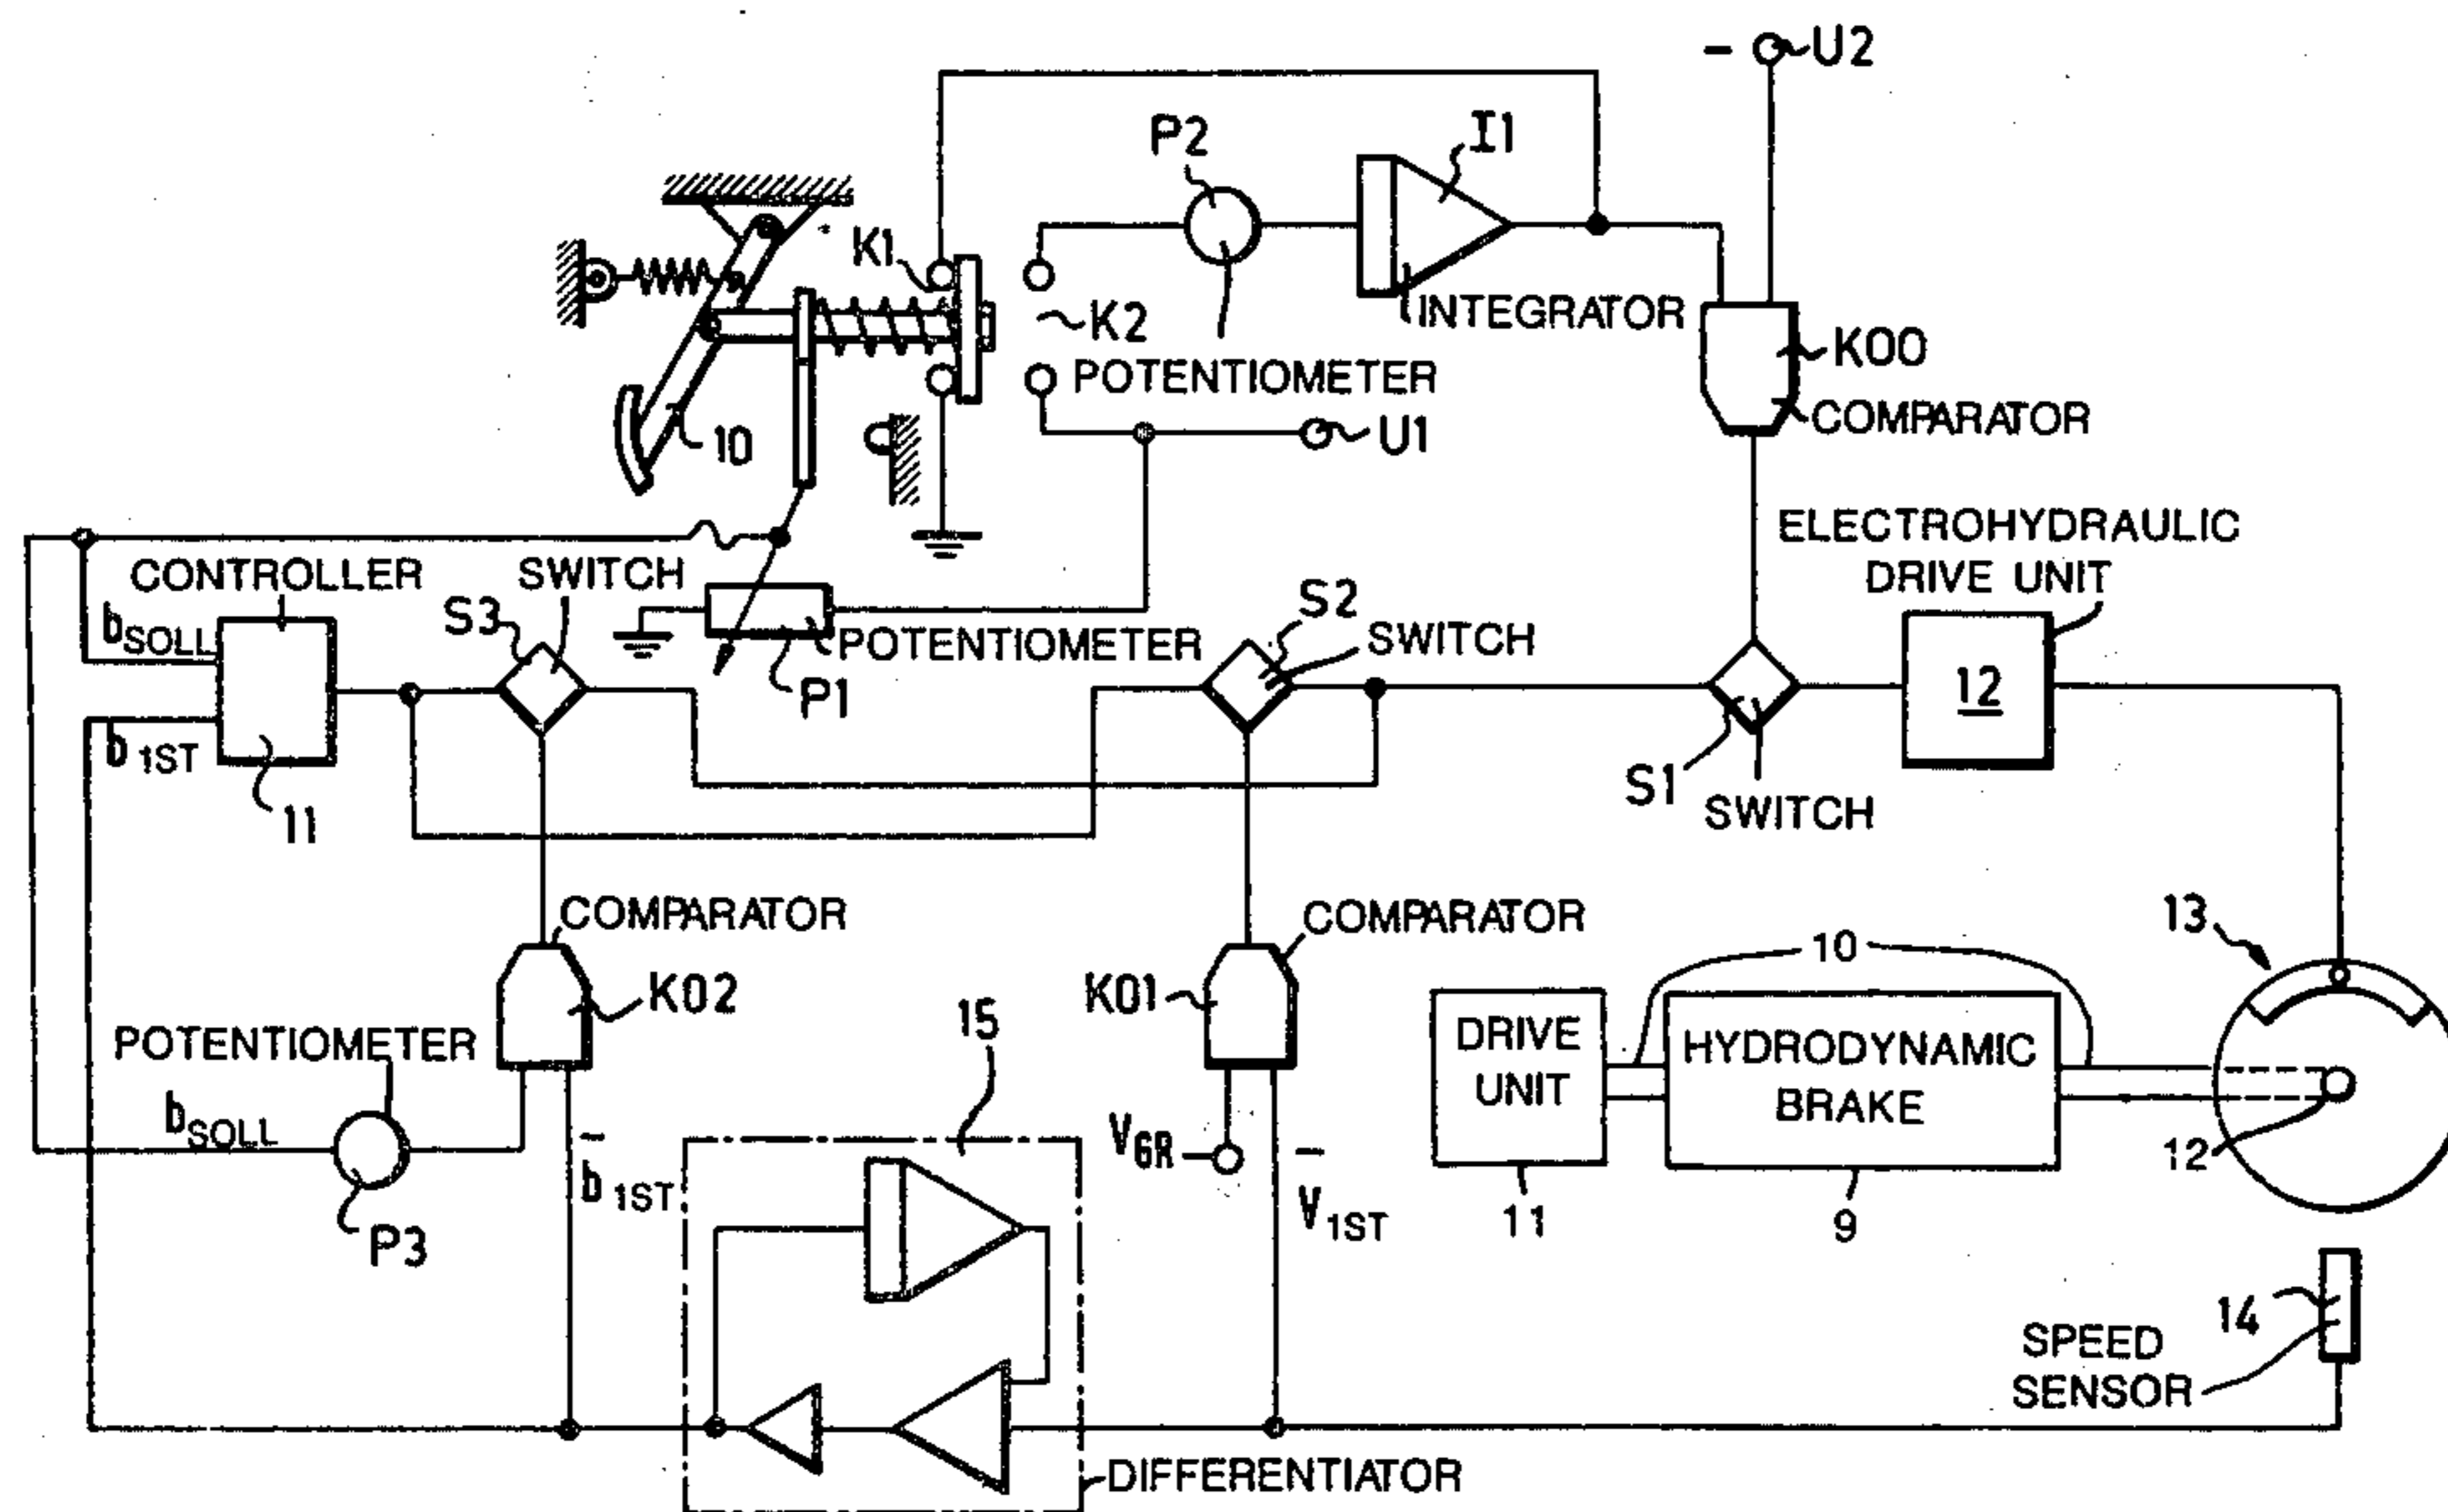 - U2
P2
I1
K1
K2
INTEGRATOR
K00
POTENTIOMETER
COMPARATOR
10
U1
ELECTROHYDRAULIC
DRIVE UNIT
CONTROLLER
SWITCH
S3
S2
bSOLL
POTENTIOMETER
SWITCH
12
P1
b1ST
S1
SWITCH
11
COMPARATOR
COMPARATOR
13
10
K02
K01
15
DRIVE
UNIT
HYDRODYNAMIC
BRAKE
POTENTIOMETER
bSOLL
VGR
12
- b1ST
- V1ST
11
9
P3
14
SPEED
SENSOR
DIFFERENTIATOR